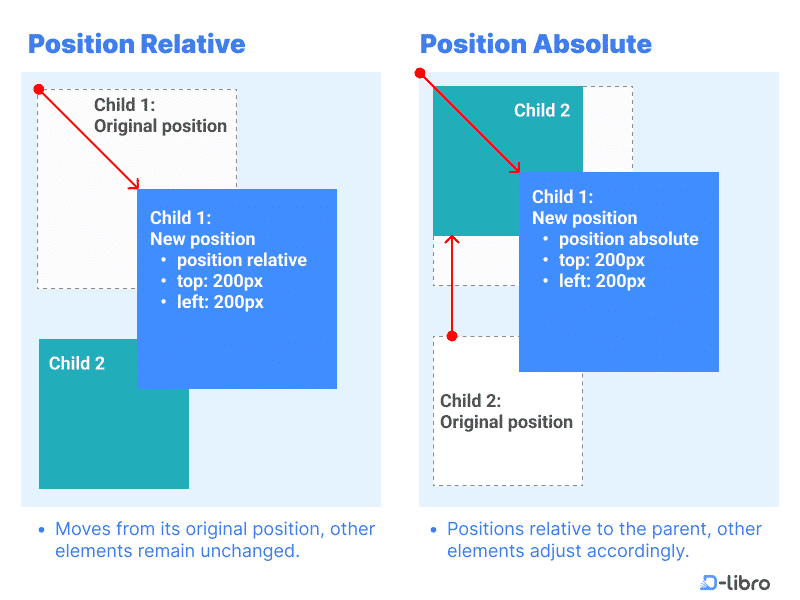 Position Relative
Child 1:
Original position
Child 1:
New position
• position relative
• top: 200px
• left: 200px
Child 2
• Moves from its original position, other
elements remain unchanged.
Position Absolute
Child 2
Child 1:
New position
• position absolute
• top: 200px
• left: 200px
Child 2:
Original position
• Positions relative to the parent, other
elements adjust accordingly.
D-libro